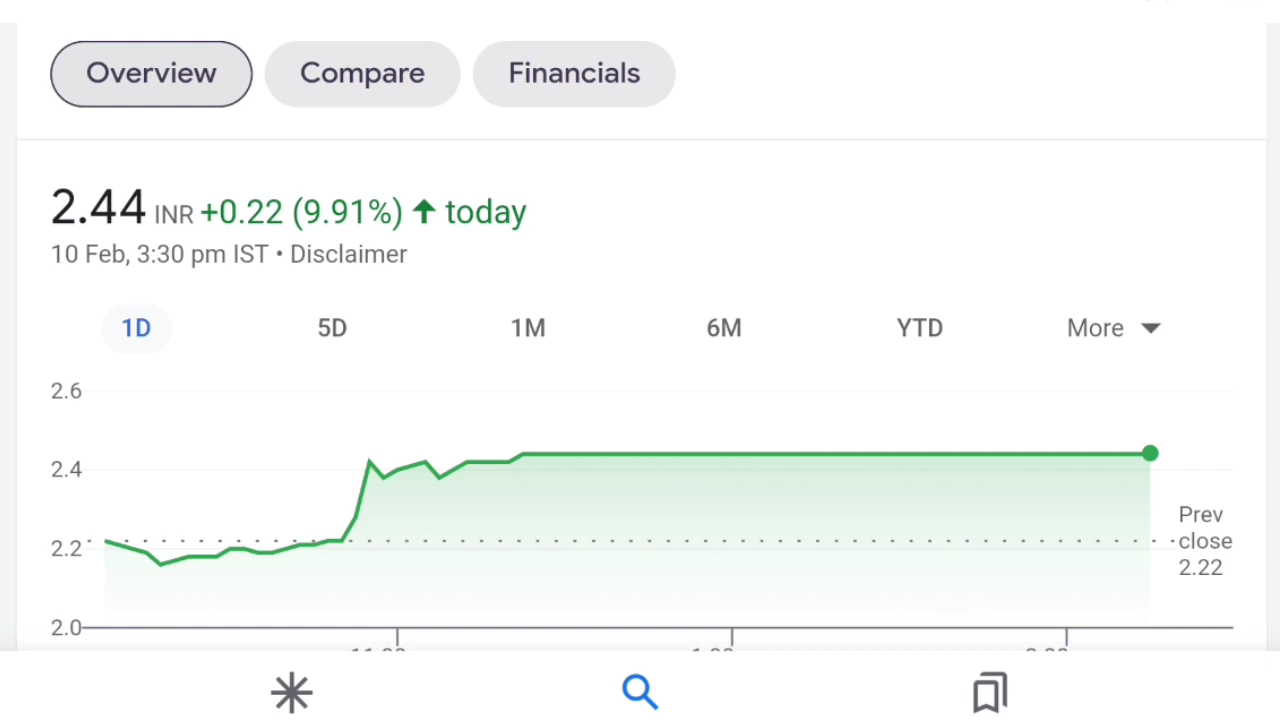 Overview Compare Financials
2.44 INR +0.22 (9.91%) today
10 Feb, 3:30 pm IST • Disclaimer
1D 5D 1M 6M YTD More
2.6
2.4
2.2
2.0
Prev
close
2.22